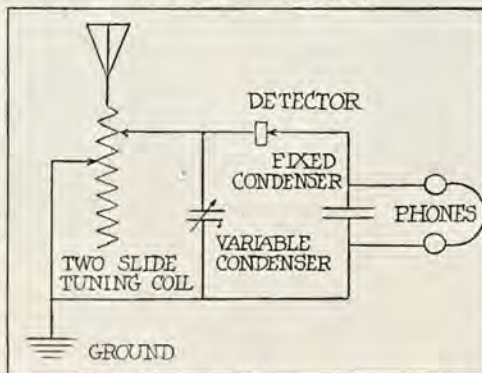 DETECTOR
FIXED
CONDENSER
PHONES
VARIABLE
CONDENSER
TWO SLIDE
TUNING COIL
GROUND